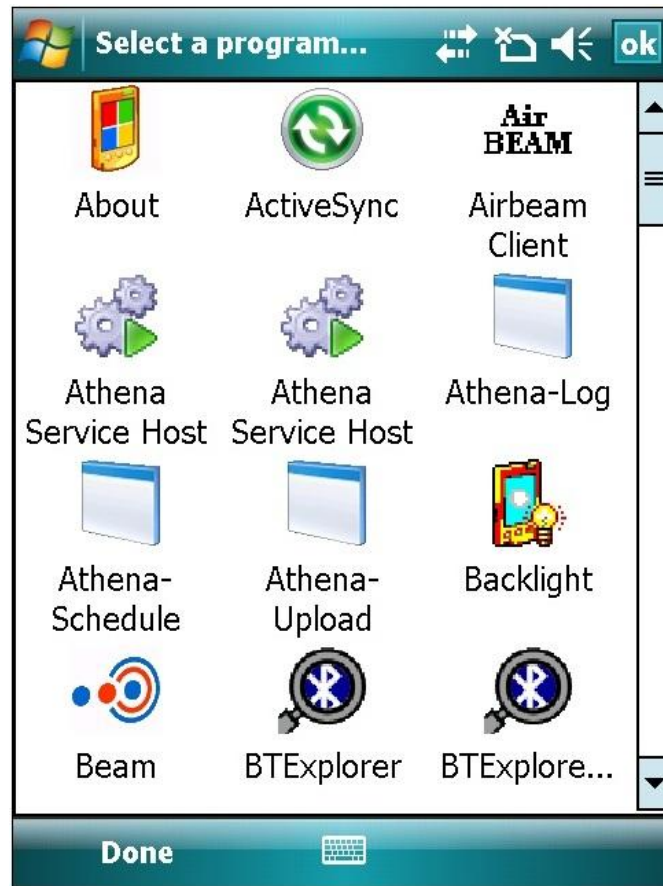 Select a program...
ok
Air
BEAM
About
ActiveSync
Airbeam
Client
Athena
Service Host
Athena
Service Host
Athena-Log
Athena-
Schedule
Athena-
Upload
Backlight
Beam
BTExplorer
BTExplore...
Done